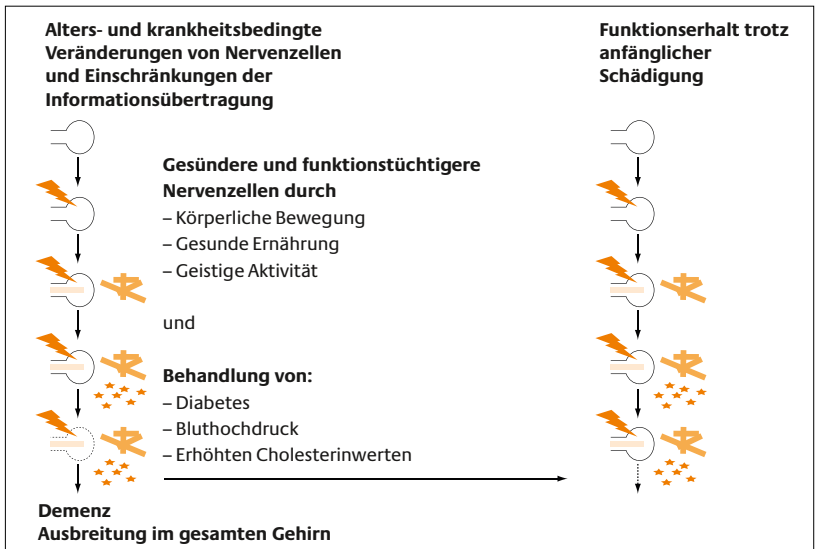 Alters- und krankheitsbedingte
Veränderungen von Nervenzellen
und Einschränkungen der
Informationsübertragung
Funktionserhalt trotz
anfänglicher
Schädigung
Gesündere und funktionstüchtigere
Nervenzellen durch
– Körperliche Bewegung
– Gesunde Ernährung
– Geistige Aktivität
und
Behandlung von:
– Diabetes
– Bluthochdruck
– Erhöhten Cholesterinwerten
Demenz
Ausbreitung im gesamten Gehirn